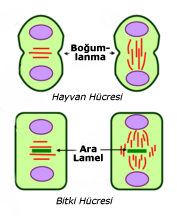 Boğum-
lanma
Hayvan Hücresi
Ara
Lamel
Bitki Hücresi